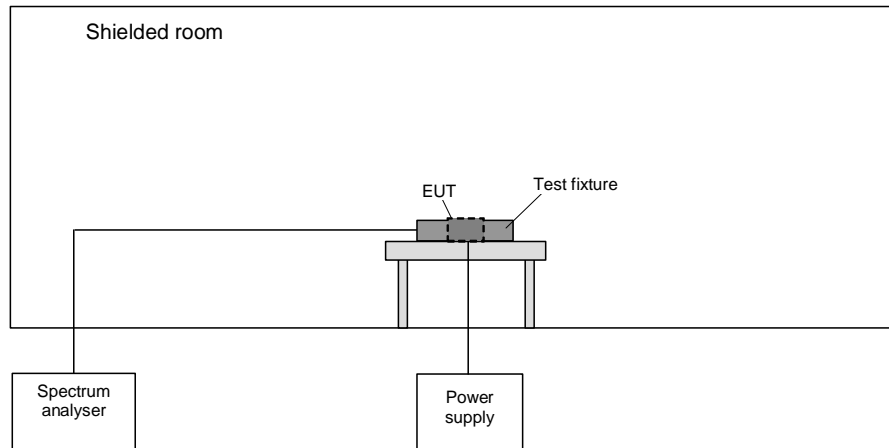 Shielded room
EUT
Test fixture
Spectrum
analyser
Power
supply